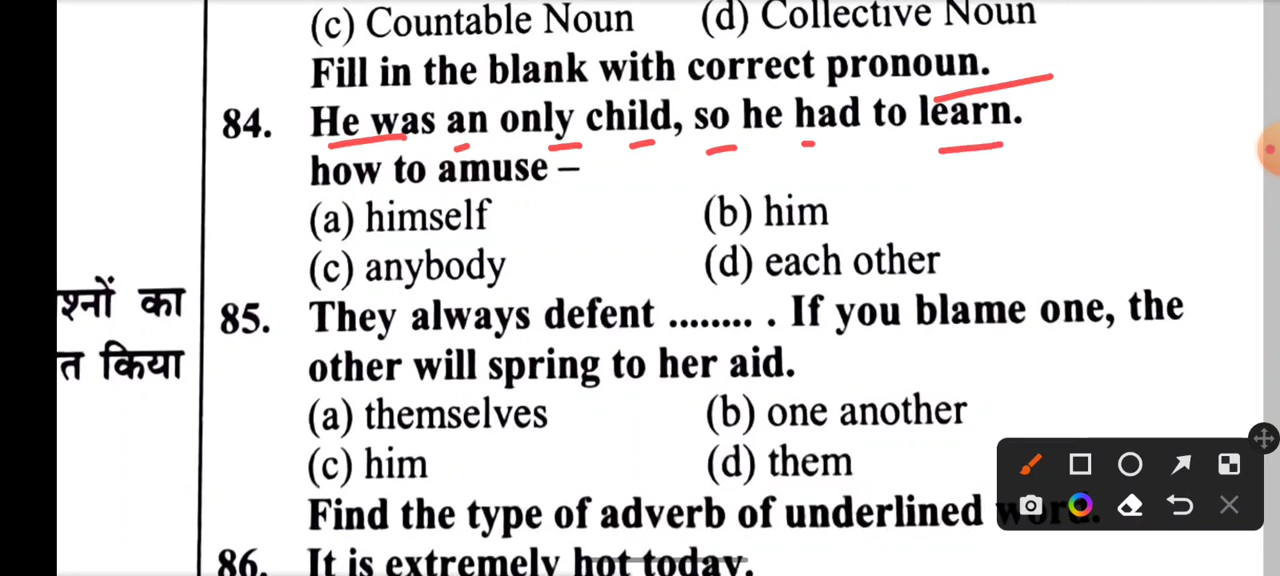 (c) Countable Noun (d) Collective Noun
Fill in the blank with correct pronoun.
84. He was an only child, so he had to learn.
how to amuse –
(a) himself (b) him
(c) anybody (d) each other
श्नों का
85. They always defent ........ . If you blame one, the
त किया
other will spring to her aid.
(a) themselves (b) one another
(c) him (d) them
Find the type of adverb of underlined word.
86. It is extremely hot today.